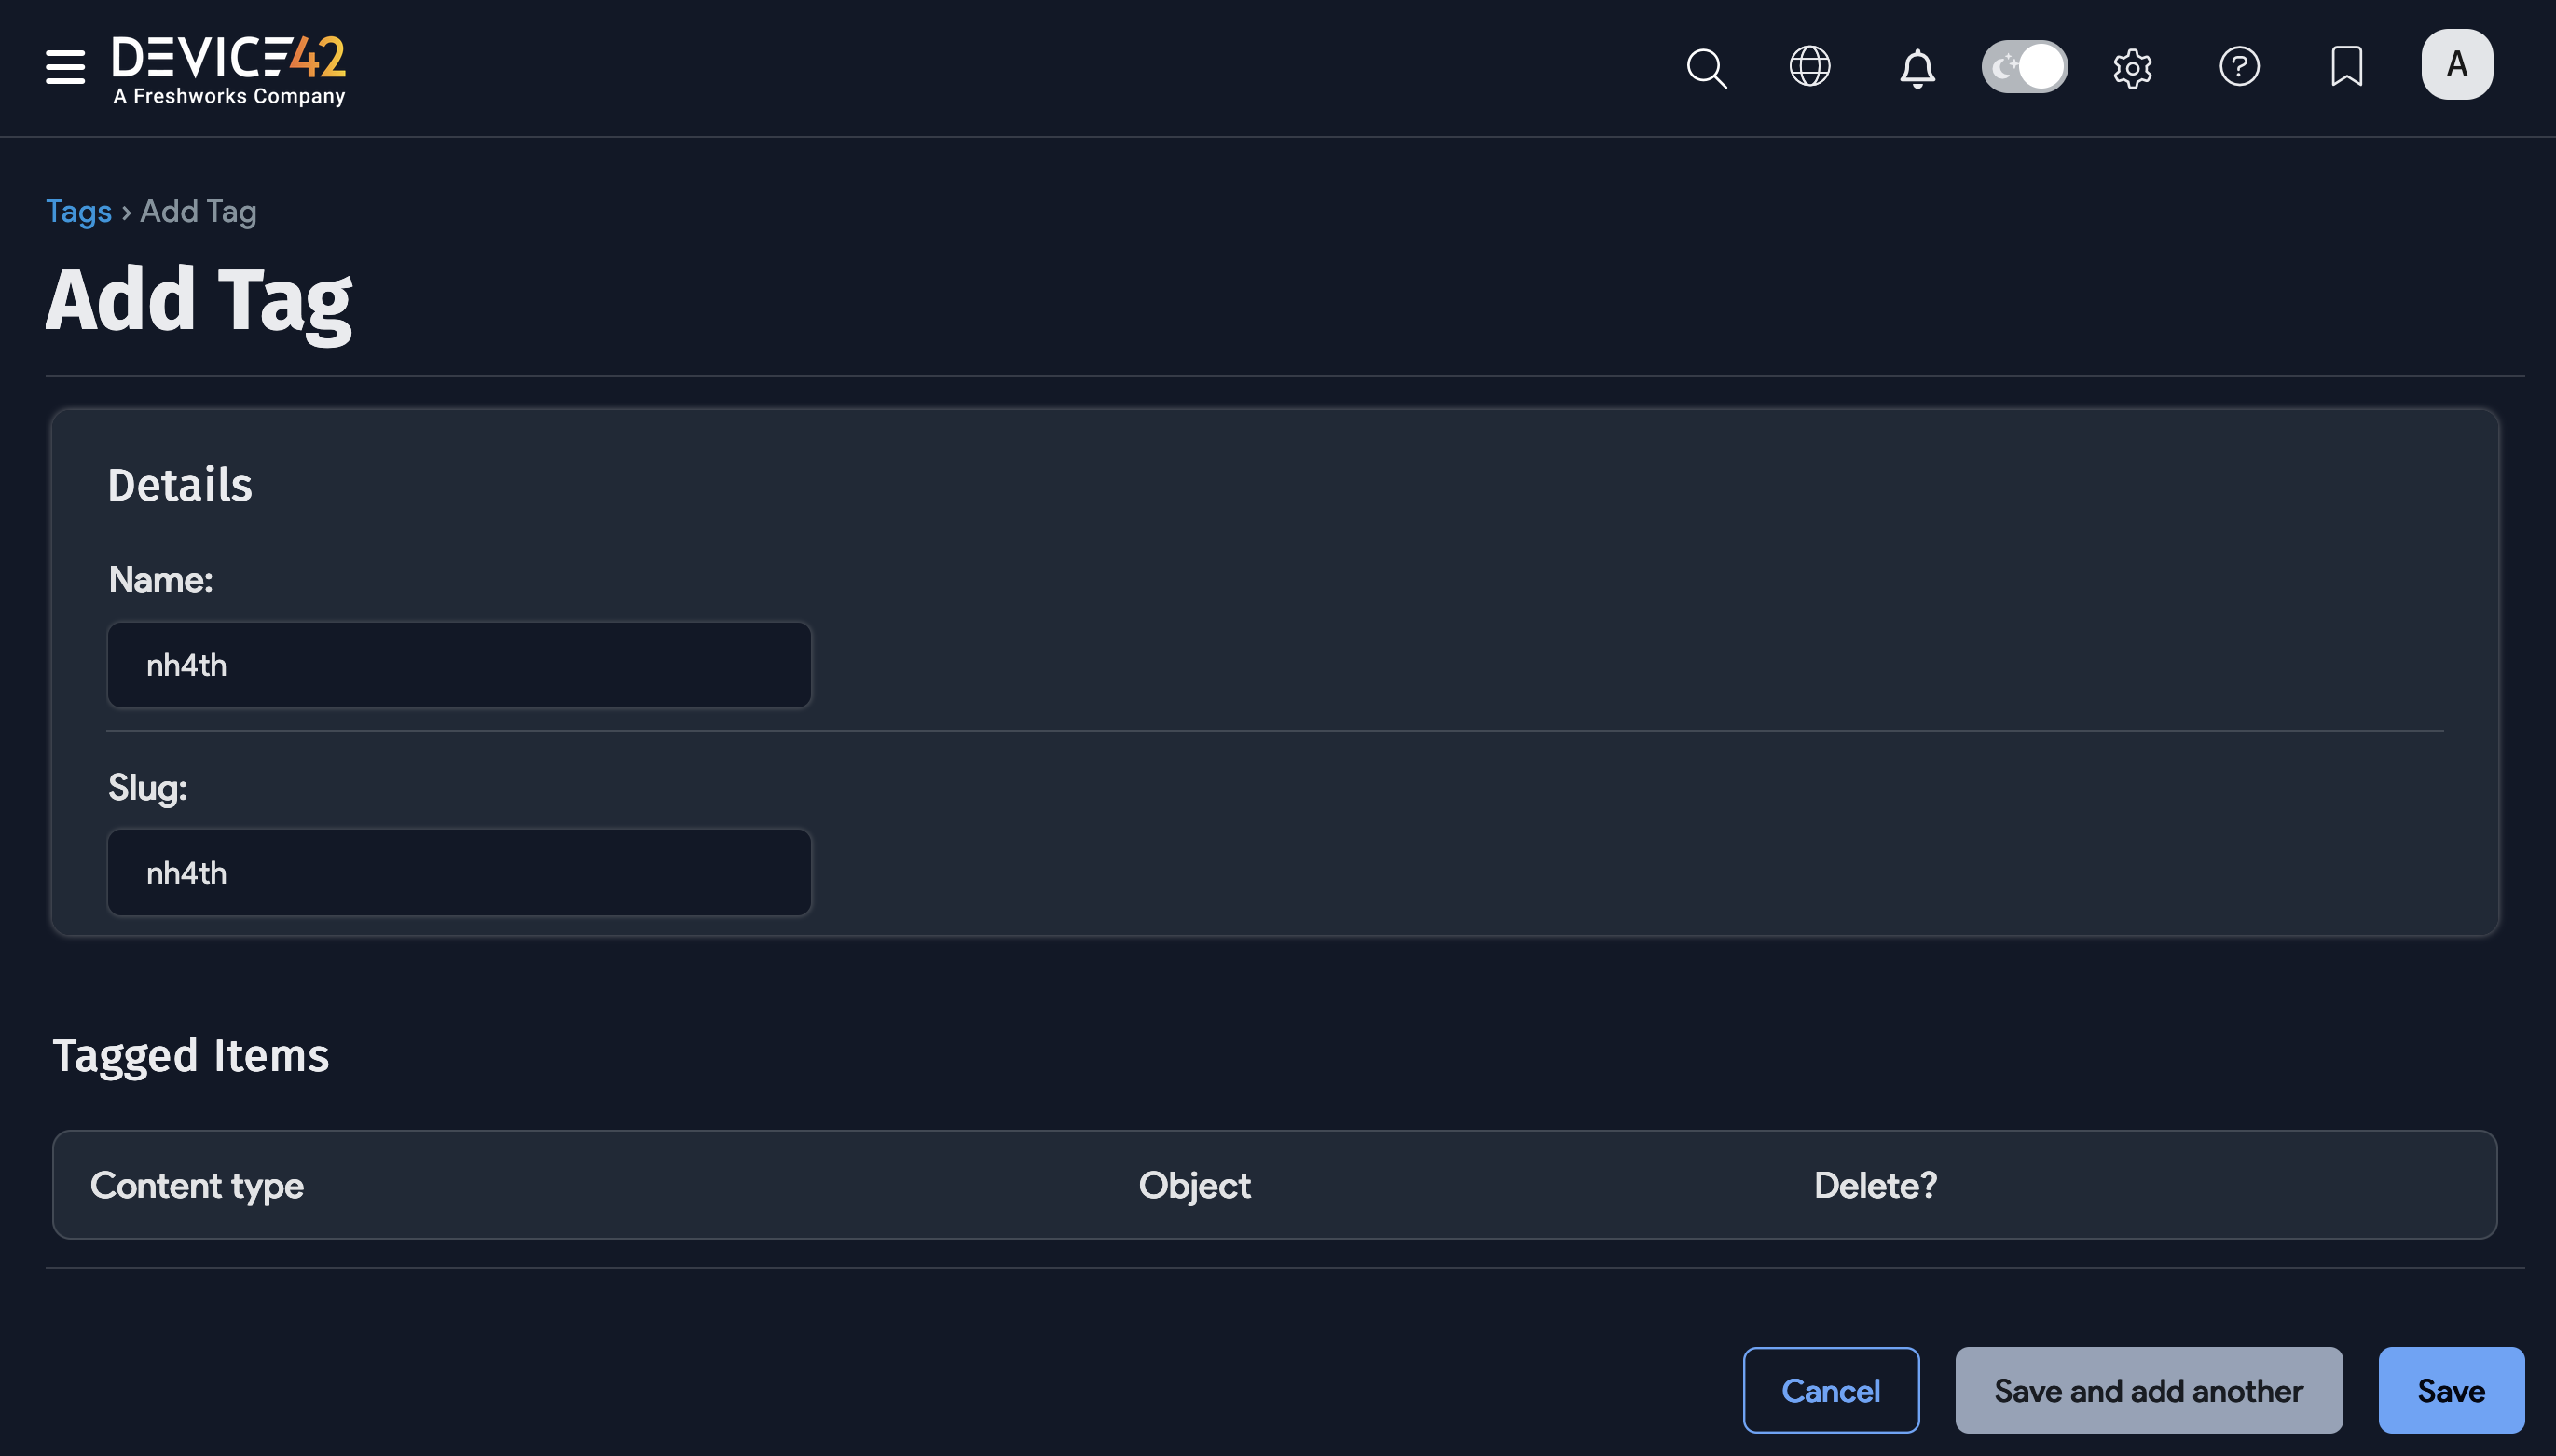 DEVICE42
A Freshworks Company
A
Tags › Add Tag
Add Tag
Details
Name:
nh4th
Slug:
nh4th
Tagged Items
Content type Object Delete?
Cancel Save and add another Save